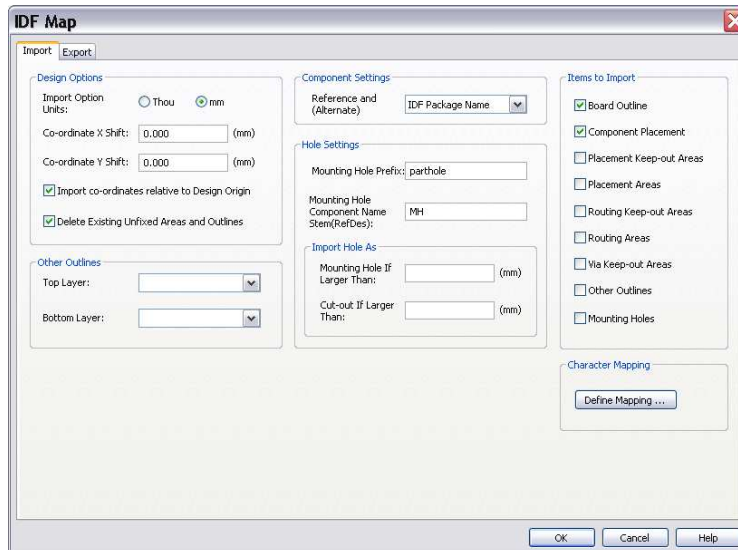 IDF Map
Import
Export
Design Options
Import Option
Units:
Thou
mm
Co-ordinate X Shift:
0.000
(mm)
Co-ordinate Y Shift:
0.000
(mm)
Import co-ordinates relative to Design Origin
Delete Existing Unfixed Areas and Outlines
Other Outlines
Top Layer:
Bottom Layer:
Component Settings
Reference and
(Alternate)
IDF Package Name
Hole Settings
Mounting Hole Prefix:
parthole
Mounting Hole
Component Name
Stem(RefDes):
MH
Import Hole As
Mounting Hole If
Larger Than:
(mm)
Cut-out If Larger
Than:
(mm)
Items to Import
Board Outline
Component Placement
Placement Keep-out Areas
Placement Areas
Routing Keep-out Areas
Routing Areas
Via Keep-out Areas
Other Outlines
Mounting Holes
Character Mapping
Define Mapping ...
OK
Cancel
Help